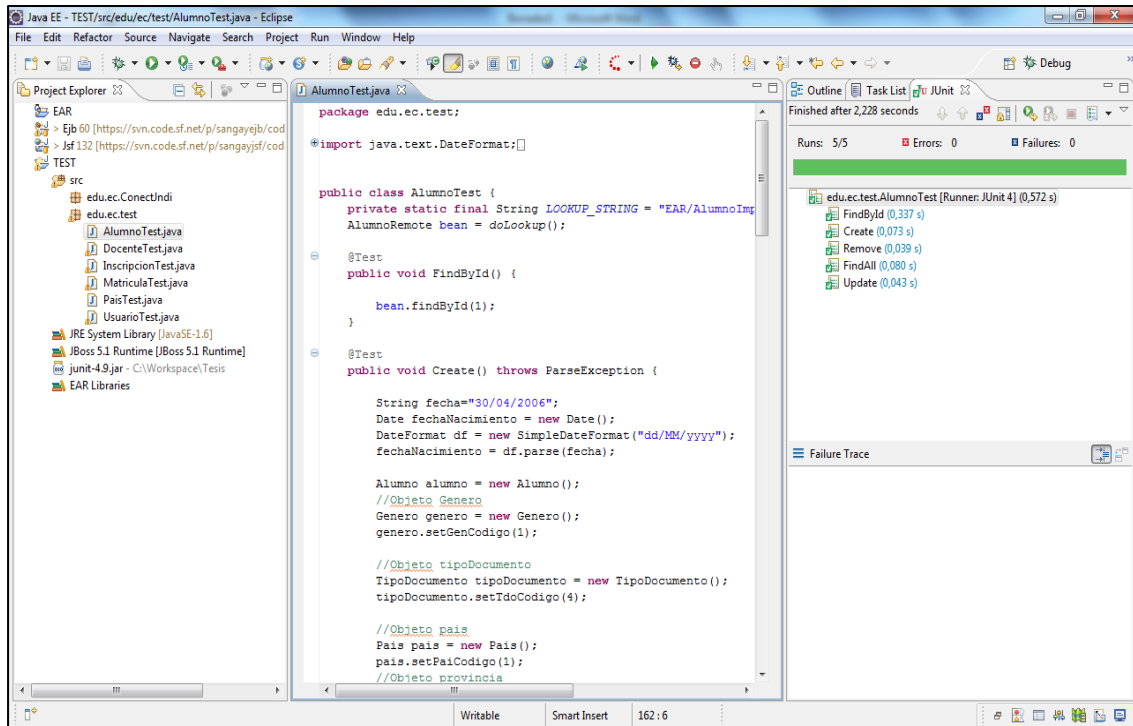 Java EE - TEST/src/edu/ec/test/AlumnoTest.java - Eclipse
File Edit Refactor Source Navigate Search Project Run Window Help
Debug
Project Explorer
EAR
> Ejb 60 [https://svn.code.sf.net/p/sangayejb/cod
> Jsf 132 [https://svn.code.sf.net/p/sangayjsf/cod
TEST
src
edu.ec.ConectIndi
edu.ec.test
AlumnoTest.java
DocenteTest.java
InscripcionTest.java
MatriculaTest.java
PaisTest.java
UsuarioTest.java
JRE System Library [JavaSE-1.6]
JBoss 5.1 Runtime [JBoss 5.1 Runtime]
junit-4.9.jar - C:\Workspace\Tesis
EAR Libraries
AlumnoTest.java
package edu.ec.test;
import java.text.DateFormat;
public class AlumnoTest {
private static final String LOOKUP_STRING = "EAR/AlumnoImp
AlumnoRemote bean = doLookup();
@Test
public void FindById() {
bean.findById(1);
}
@Test
public void Create() throws ParseException {
String fecha="30/04/2006";
Date fechaNacimiento = new Date();
DateFormat df = new SimpleDateFormat("dd/MM/yyyy");
fechaNacimiento = df.parse(fecha);
Alumno alumno = new Alumno();
//Objeto Genero
Genero genero = new Genero();
genero.setGenCodigo(1);
//Objeto tipoDocumento
TipoDocumento tipoDocumento = new TipoDocumento();
tipoDocumento.setTdoCodigo(4);
//Objeto pais
Pais pais = new Pais();
pais.setPaiCodigo(1);
//Objeto provincia
Outline Task List JUnit
Finished after 2,228 seconds
Runs: 5/5 Errors: 0 Failures: 0
edu.ec.test.AlumnoTest [Runner: JUnit 4] (0,572 s)
FindById (0,337 s)
Create (0,073 s)
Remove (0,039 s)
FindAll (0,080 s)
Update (0,043 s)
Failure Trace
Writable Smart Insert 162 : 6